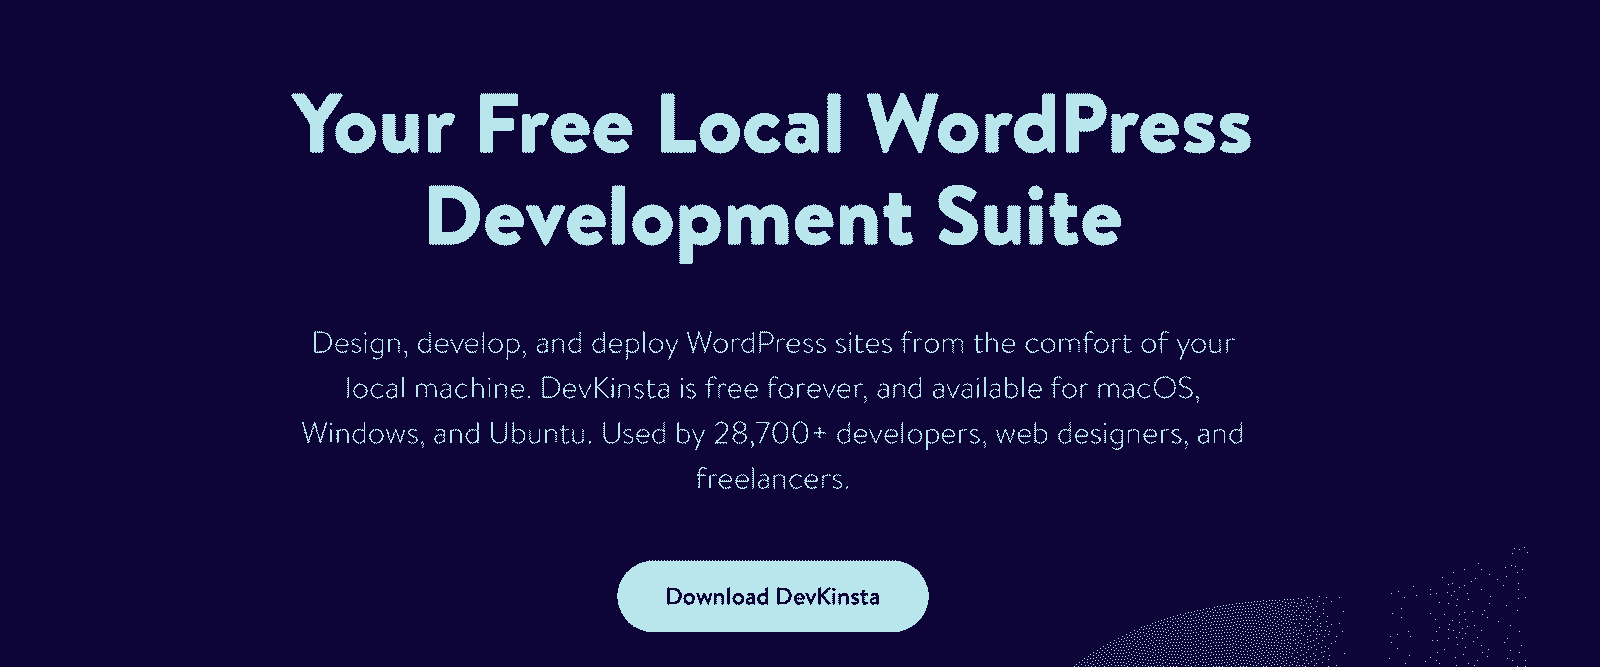 Your Free Local WordPress
Development Suite
Design, develop, and deploy WordPress sites from the comfort of your
local machine. DevKinsta is free forever, and available for macOS,
Windows, and Ubuntu. Used by 28,700+ developers, web designers, and
freelancers.
Download DevKinsta